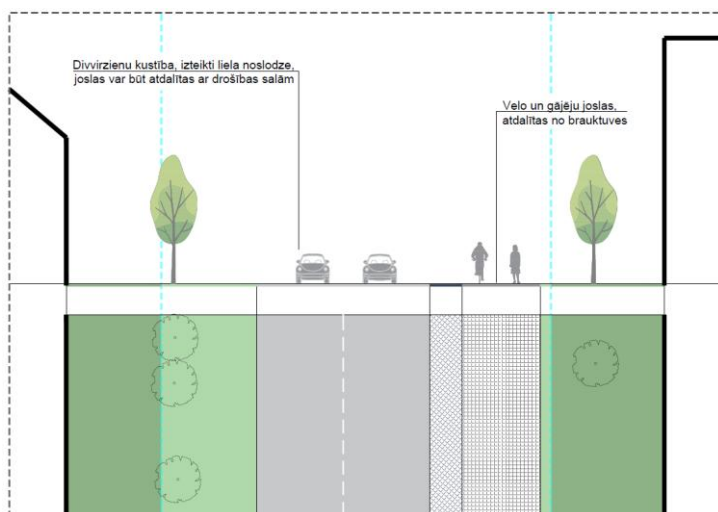 Divvirzienu kustība, izteikti liela noslodze,
joslas var būt atdalītas ar drošības salām
Velo un gājēju joslas,
atdalītas no brauktuves